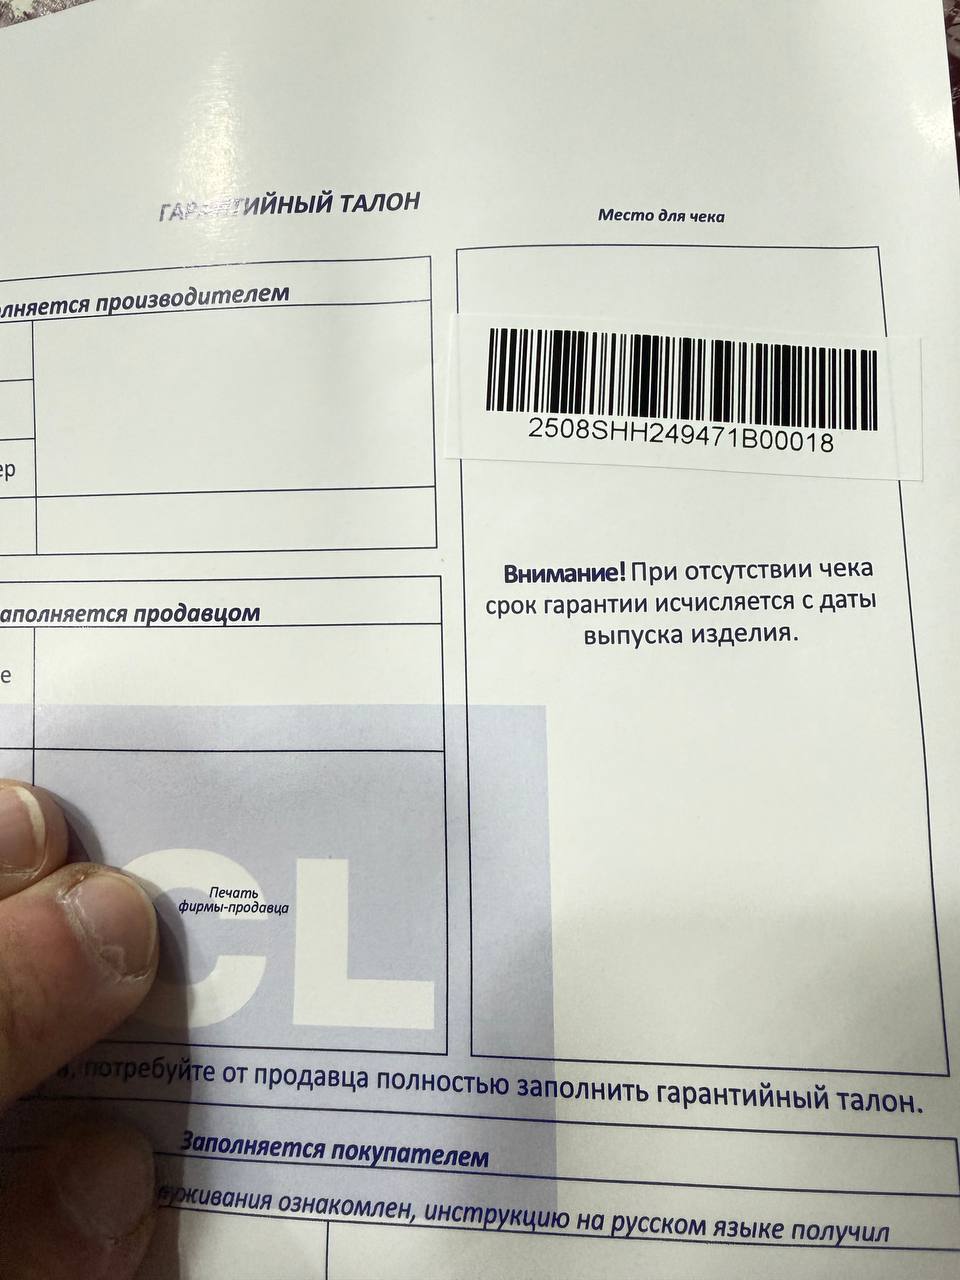 ГАРАНТИЙНЫЙ ТАЛОН
Место для чека
олняется производителем
ер
2508SHH249471B00018
Внимание! При отсутствии чека
срок гарантии исчисляется с даты
выпуска изделия.
аполняется продавцом
е
CL
Печать
фирмы-продавца
потребуйте от продавца полностью заполнить гарантийный талон.
Заполняется покупателем
уживания ознакомлен, инструкцию на русском языке получил